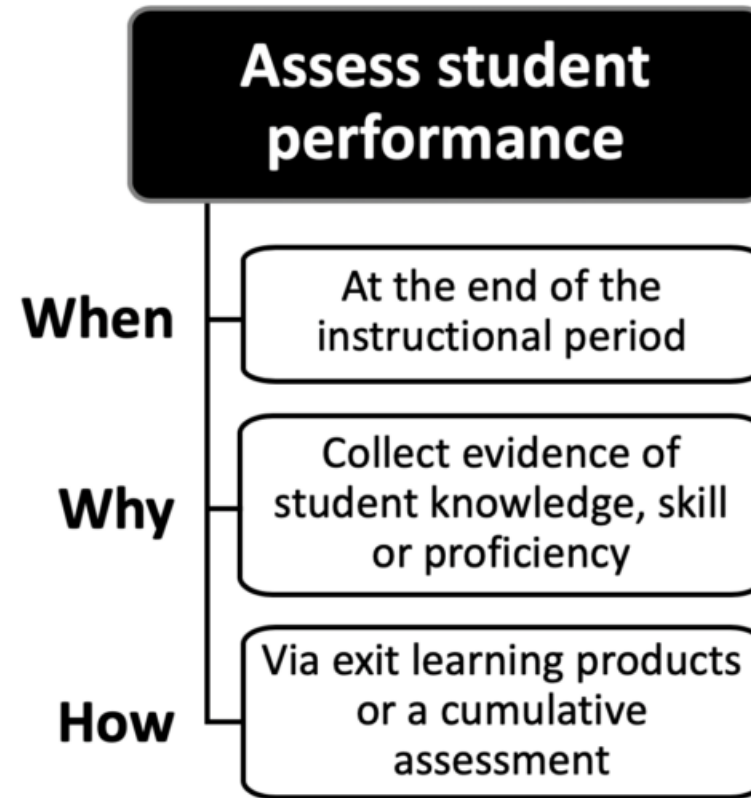 Assess student
performance
When
At the end of the
instructional period
Why
Collect evidence of
student knowledge, skill
or proficiency
How
Via exit learning products
or a cumulative
assessment